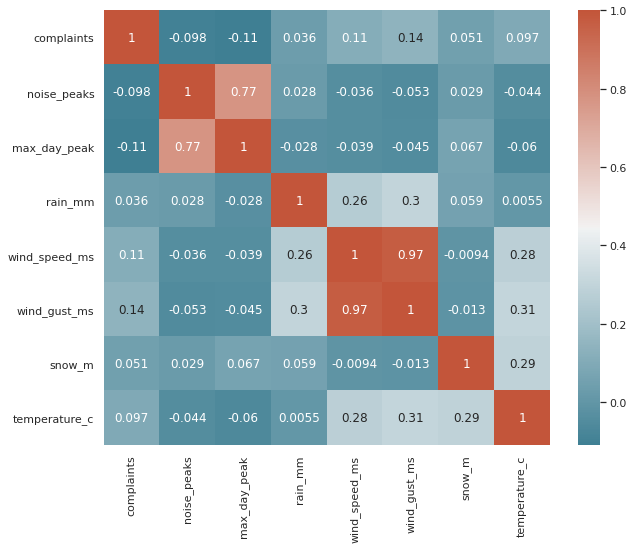 complaints 1 -0.098 -0.11 0.036 0.11 0.14 0.051 0.097
noise_peaks -0.098 1 0.77 0.028 -0.036 -0.053 0.029 -0.044
max_day_peak -0.11 0.77 1 -0.028 -0.039 -0.045 0.067 -0.06
rain_mm 0.036 0.028 -0.028 1 0.26 0.3 0.059 0.0055
wind_speed_ms 0.11 -0.036 -0.039 0.26 1 0.97 -0.0094 0.28
wind_gust_ms 0.14 -0.053 -0.045 0.3 0.97 1 -0.013 0.31
snow_m 0.051 0.029 0.067 0.059 -0.0094 -0.013 1 0.29
temperature_c 0.097 -0.044 -0.06 0.0055 0.28 0.31 0.29 1
complaints
noise_peaks
max_day_peak
rain_mm
wind_speed_ms
wind_gust_ms
snow_m
temperature_c
1.0
0.8
0.6
0.4
0.2
0.0